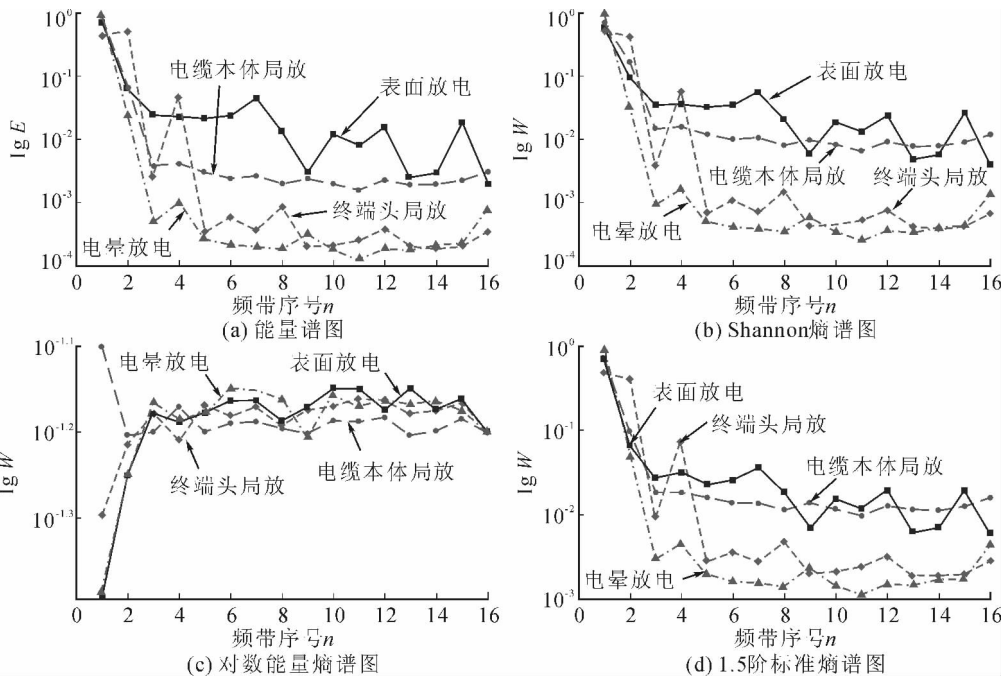 10^0
10^-1
10^-2
10^-3
10^-4
lgE
电缆本体局放
表面放电
终端头局放
电晕放电
0 2 4 6 8 10 12 14 16
频带序号n
(a) 能量谱图
10^0
10^-1
10^-2
10^-3
10^-4
lgW
表面放电
电缆本体局放
终端头局放
电晕放电
0 2 4 6 8 10 12 14 16
频带序号n
(b) Shannon熵谱图
10^-1.1
10^-1.2
10^-1.3
lgW
电晕放电
表面放电
终端头局放
电缆本体局放
0 2 4 6 8 10 12 14 16
频带序号n
(c) 对数能量熵谱图
10^0
10^-1
10^-2
10^-3
lgW
表面放电
终端头局放
电缆本体局放
电晕放电
0 2 4 6 8 10 12 14 16
频带序号n
(d) 1.5阶标准熵谱图